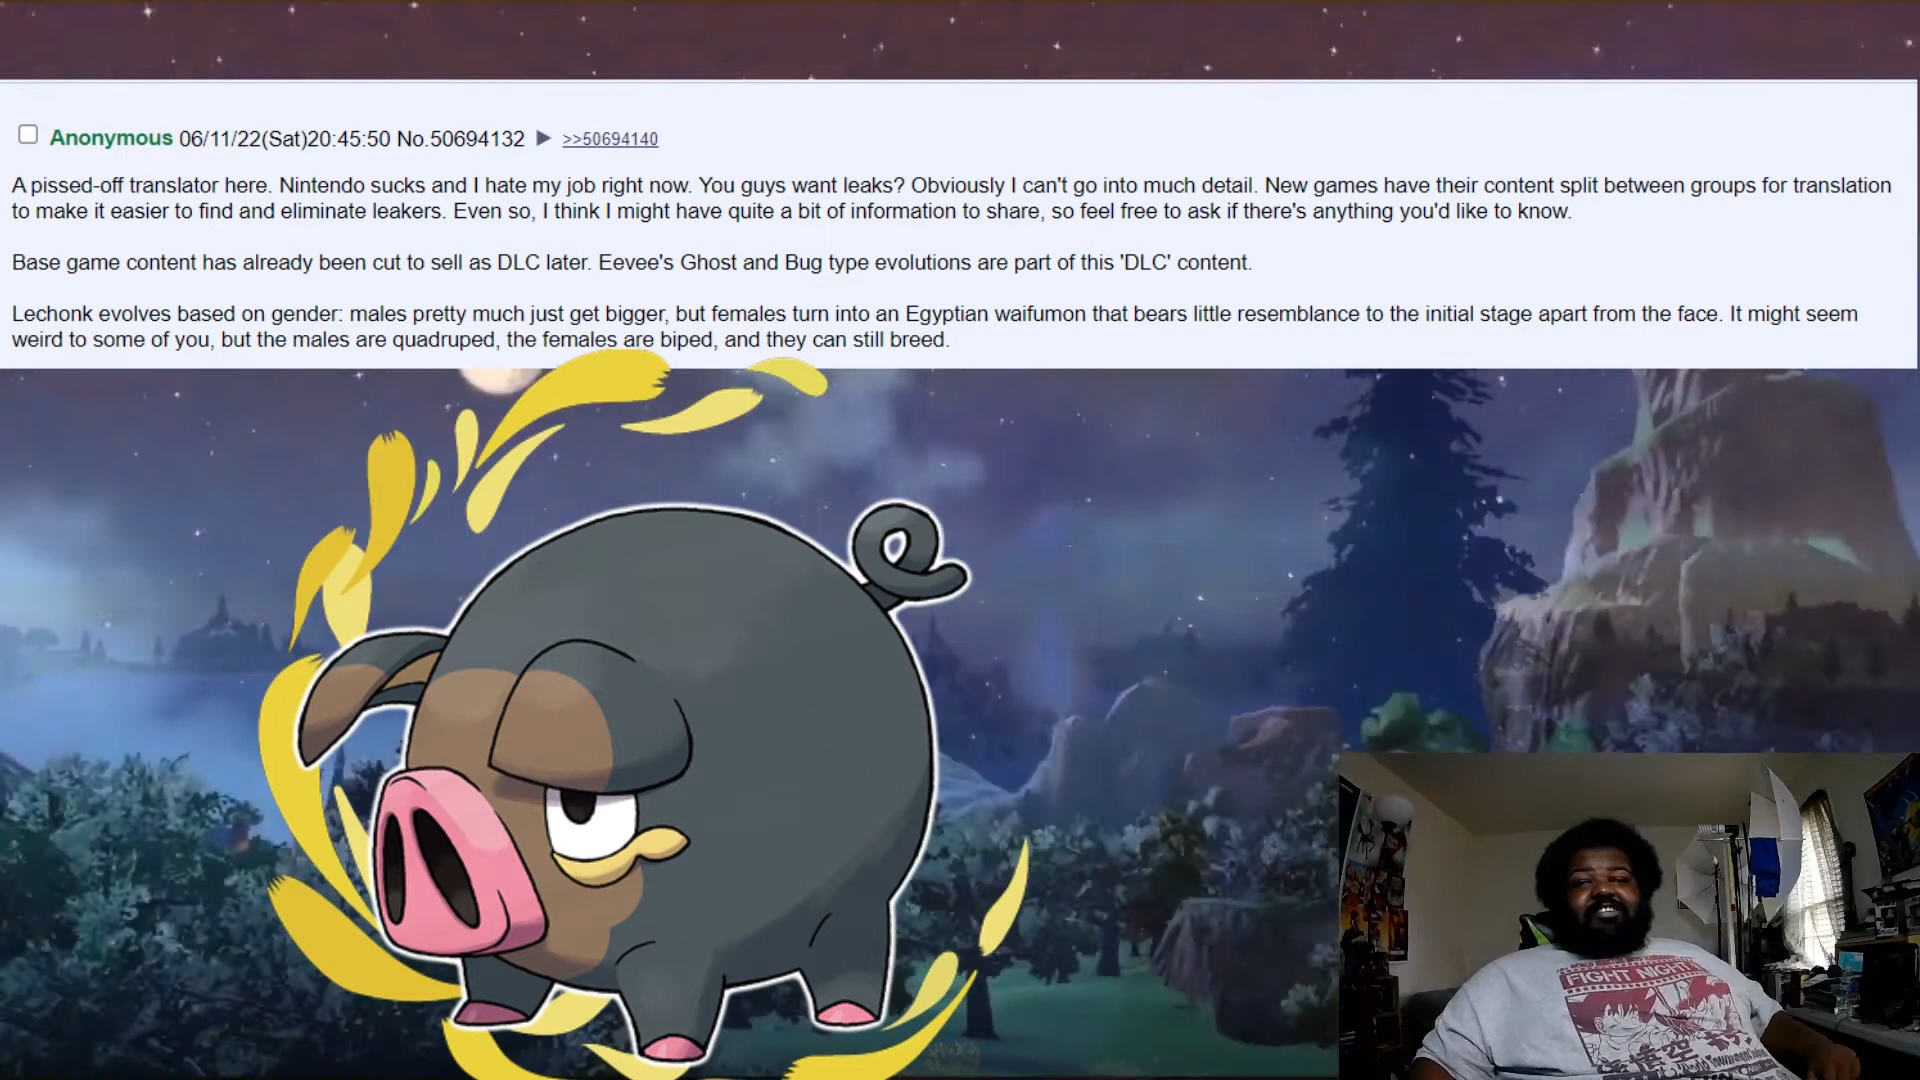 Anonymous 06/11/22(Sat)20:45:50 No.50694132 ▶ >>50694140
A pissed-off translator here. Nintendo sucks and I hate my job right now. You guys want leaks? Obviously I can't go into much detail. New games have their content split between groups for translation
to make it easier to find and eliminate leakers. Even so, I think I might have quite a bit of information to share, so feel free to ask if there's anything you'd like to know.
Base game content has already been cut to sell as DLC later. Eevee's Ghost and Bug type evolutions are part of this 'DLC' content.
Lechonk evolves based on gender: males pretty much just get bigger, but females turn into an Egyptian waifumon that bears little resemblance to the initial stage apart from the face. It might seem
weird to some of you, but the males are quadruped, the females are biped, and they can still breed.
FIGHT NIGHT